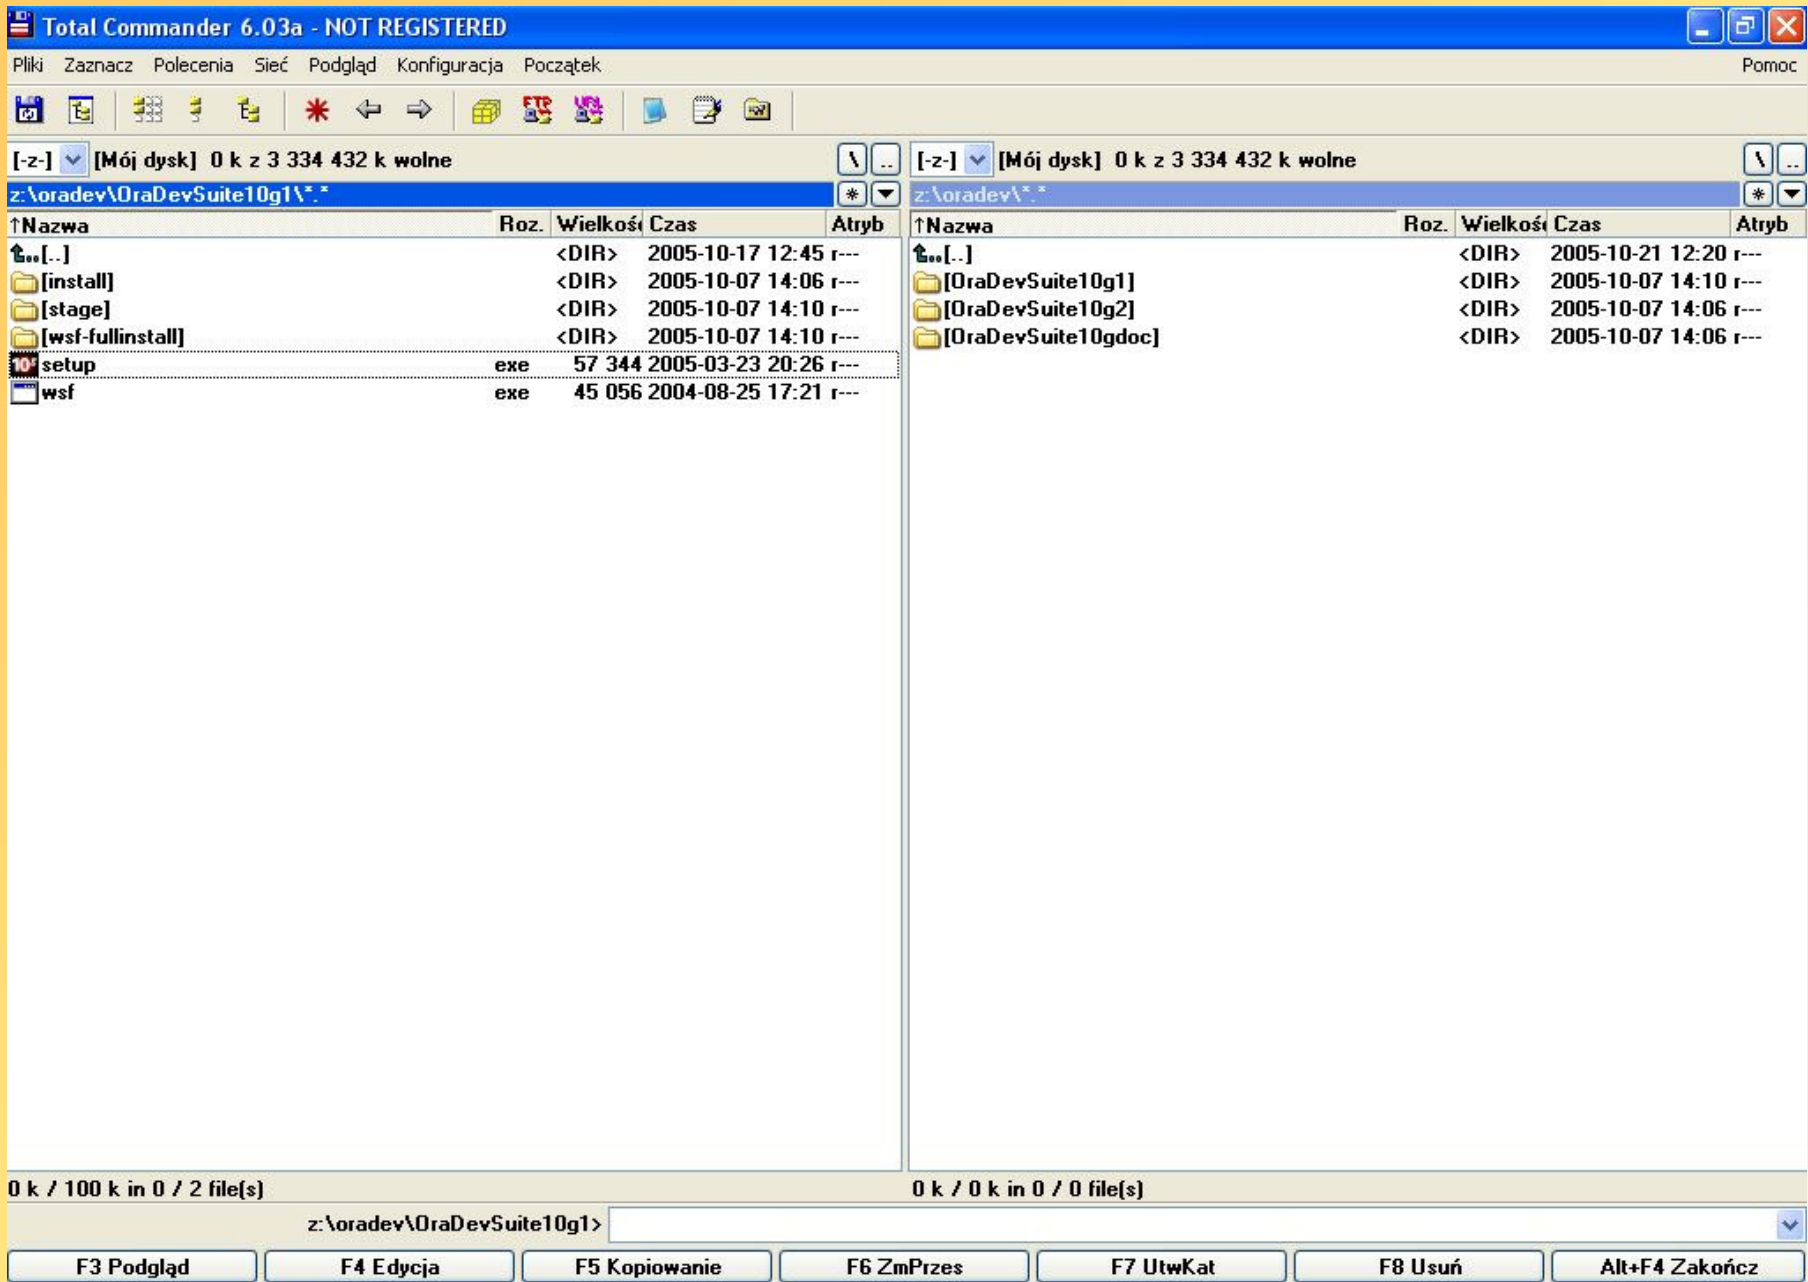 Total Commander 6.03a - NOT REGISTERED
Pliki Zaznacz Polecenia Sieć Podgląd Konfiguracja Początek Pomoc
FTP
[-z-] [Mój dysk] 0 k z 3 334 432 k wolne \ ..
z:\oradev\OraDevSuite10g1\*.* *
↑Nazwa Roz. Wielkoś Czas Atryb
[..] <DIR> 2005-10-17 12:45 r---
[install] <DIR> 2005-10-07 14:06 r---
[stage] <DIR> 2005-10-07 14:10 r---
[wsf-fullinstall] <DIR> 2005-10-07 14:10 r---
setup exe 57 344 2005-03-23 20:26 r---
wsf exe 45 056 2004-08-25 17:21 r---
0 k / 100 k in 0 / 2 file(s)
[-z-] [Mój dysk] 0 k z 3 334 432 k wolne \ ..
z:\oradev\*.* *
↑Nazwa Roz. Wielkoś Czas Atryb
[..] <DIR> 2005-10-21 12:20 r---
[OraDevSuite10g1] <DIR> 2005-10-07 14:10 r---
[OraDevSuite10g2] <DIR> 2005-10-07 14:06 r---
[OraDevSuite10gdoc] <DIR> 2005-10-07 14:06 r---
0 k / 0 k in 0 / 0 file(s)
z:\oradev\OraDevSuite10g1>
F3 Podgląd F4 Edycja F5 Kopiowanie F6 ZmPrzes F7 UtwKat F8 Usuń Alt+F4 Zakończ